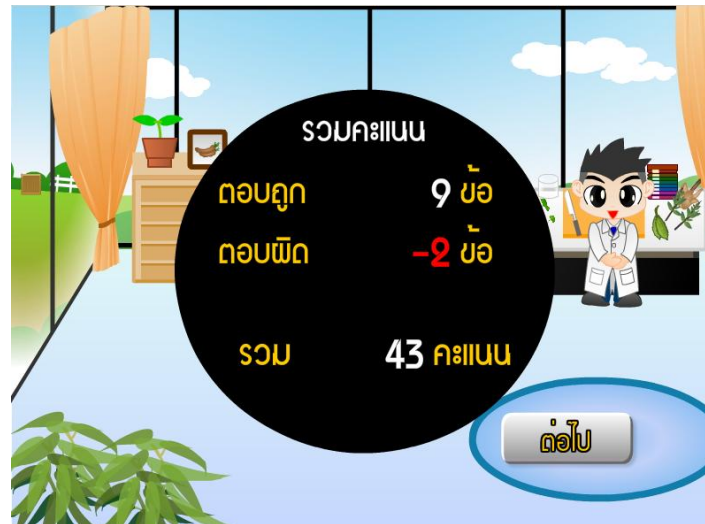 รวมคะแนน
ตอบถูก 9 ข้อ
ตอบผิด -2 ข้อ
รวม 43 คะแนน
ต่อไป